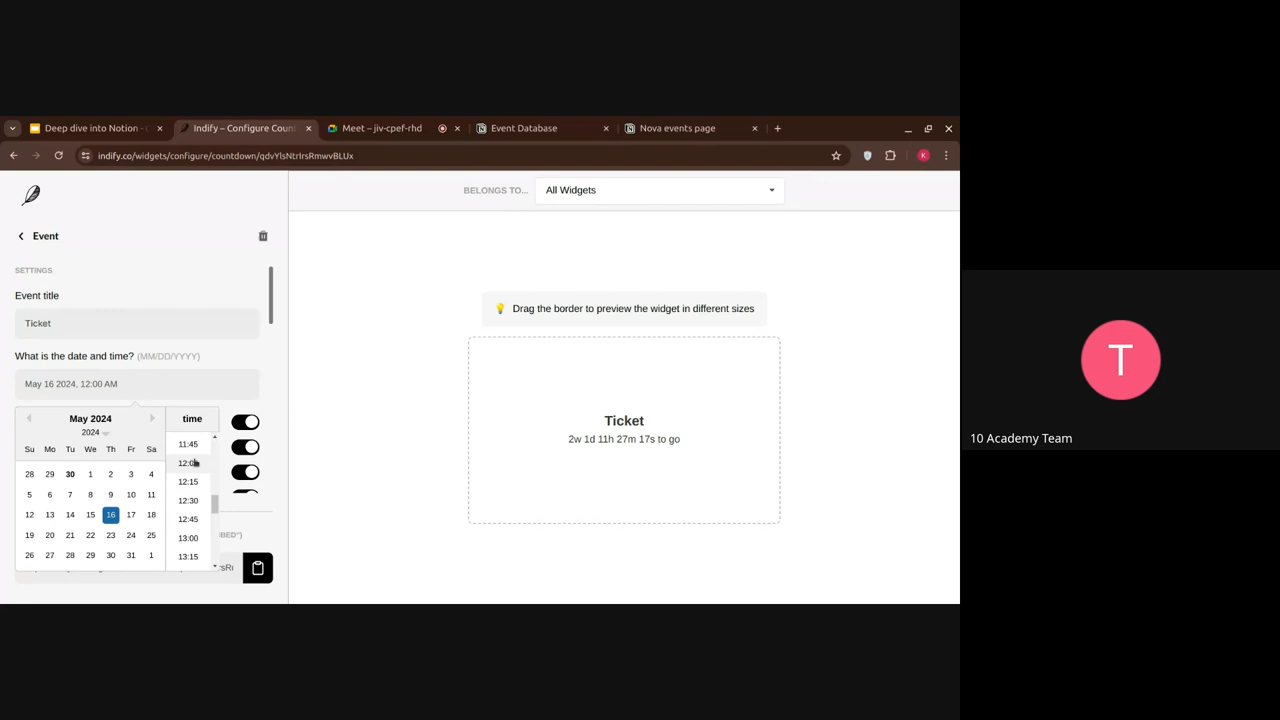 Deep dive into Notion -
Indify – Configure Coun
Meet – jiv-cpef-rhd
Event Database
Nova events page
indify.co/widgets/configure/countdown/qdvYlsNtrIrsRmwvBLUx
K
BELONGS TO...
All Widgets
Event
SETTINGS
Event title
Ticket
What is the date and time? (MM/DD/YYYY)
May 16 2024, 12:00 AM
May 2024
2024
Su Mo Tu We Th Fr Sa
28 29 30 1 2 3 4
5 6 7 8 9 10 11
12 13 14 15 16 17 18
19 20 21 22 23 24 25
26 27 28 29 30 31 1
time
11:45
12:00
12:15
12:30
12:45
13:00
13:15
BED")
💡 Drag the border to preview the widget in different sizes
Ticket
2w 1d 11h 27m 17s to go
T
10 Academy Team